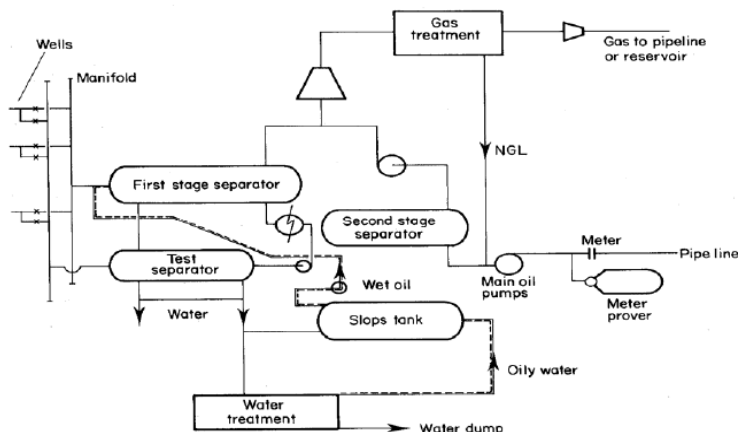 Wells
Manifold
Gas
treatment
Gas to pipeline
or reservoir
NGL
First stage separator
Second stage
separator
Test
separator
Meter
Pipe line
Main oil
pumps
Meter
prover
Wet oil
Water
Slops tank
Oily water
Water
treatment
Water dump